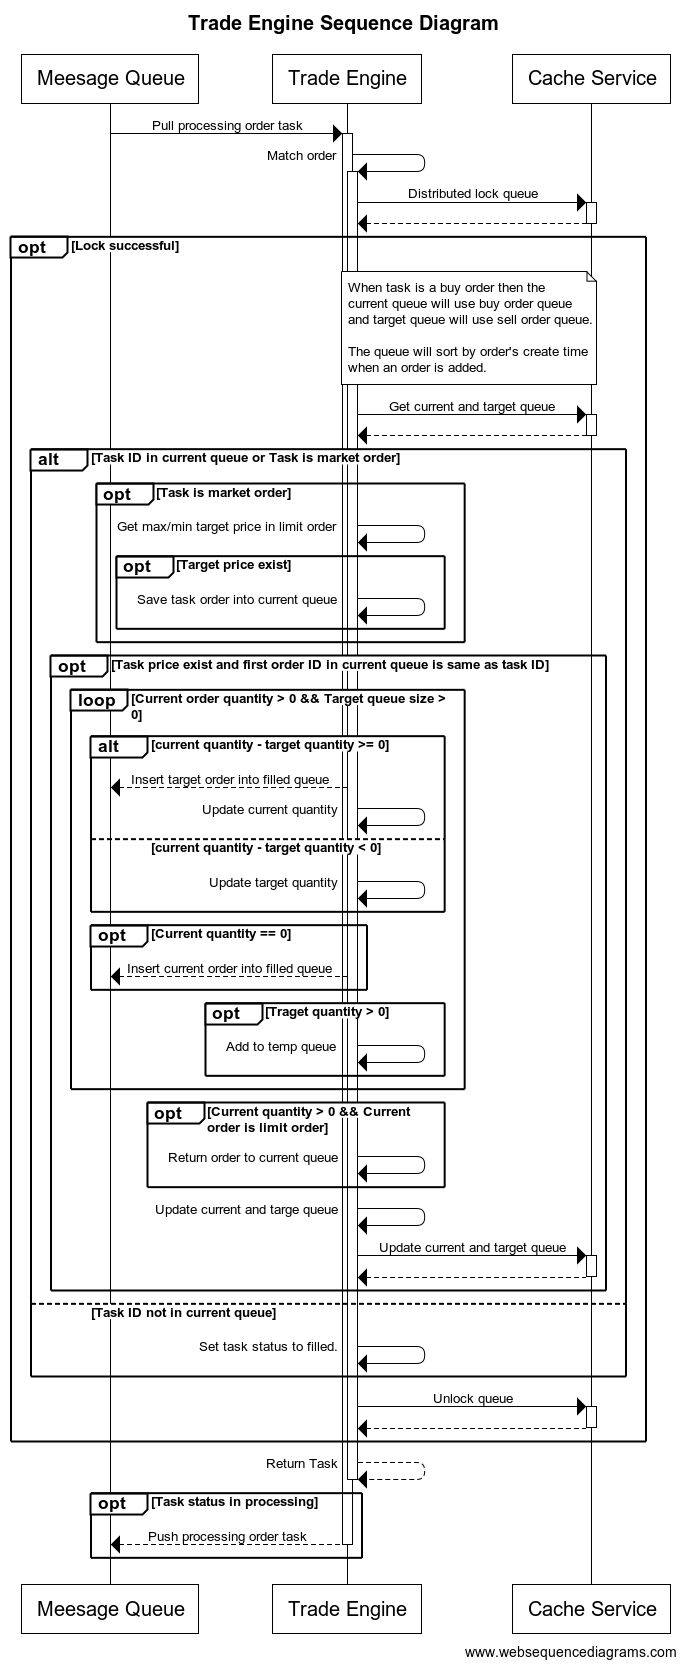 Trade Engine Sequence Diagram
Meesage Queue
Trade Engine
Cache Service
Pull processing order task
Match order
Distributed lock queue
opt
[Lock successful]
When task is a buy order then the
current queue will use buy order queue
and target queue will use sell order queue.
The queue will sort by order's create time
when an order is added.
Get current and target queue
alt
[Task ID in current queue or Task is market order]
opt
[Task is market order]
Get max/min target price in limit order
opt
[Target price exist]
Save task order into current queue
opt
[Task price exist and first order ID in current queue is same as task ID]
loop
[Current order quantity > 0 && Target queue size >
0]
alt
[current quantity - target quantity >= 0]
Insert target order into filled queue
Update current quantity
[current quantity - target quantity < 0]
Update target quantity
opt
[Current quantity == 0]
Insert current order into filled queue
opt
[Traget quantity > 0]
Add to temp queue
opt
[Current quantity > 0 && Current
order is limit order]
Return order to current queue
Update current and targe queue
Update current and target queue
[Task ID not in current queue]
Set task status to filled.
Unlock queue
Return Task
opt
[Task status in processing]
Push processing order task
Meesage Queue
Trade Engine
Cache Service
www.websequencediagrams.com